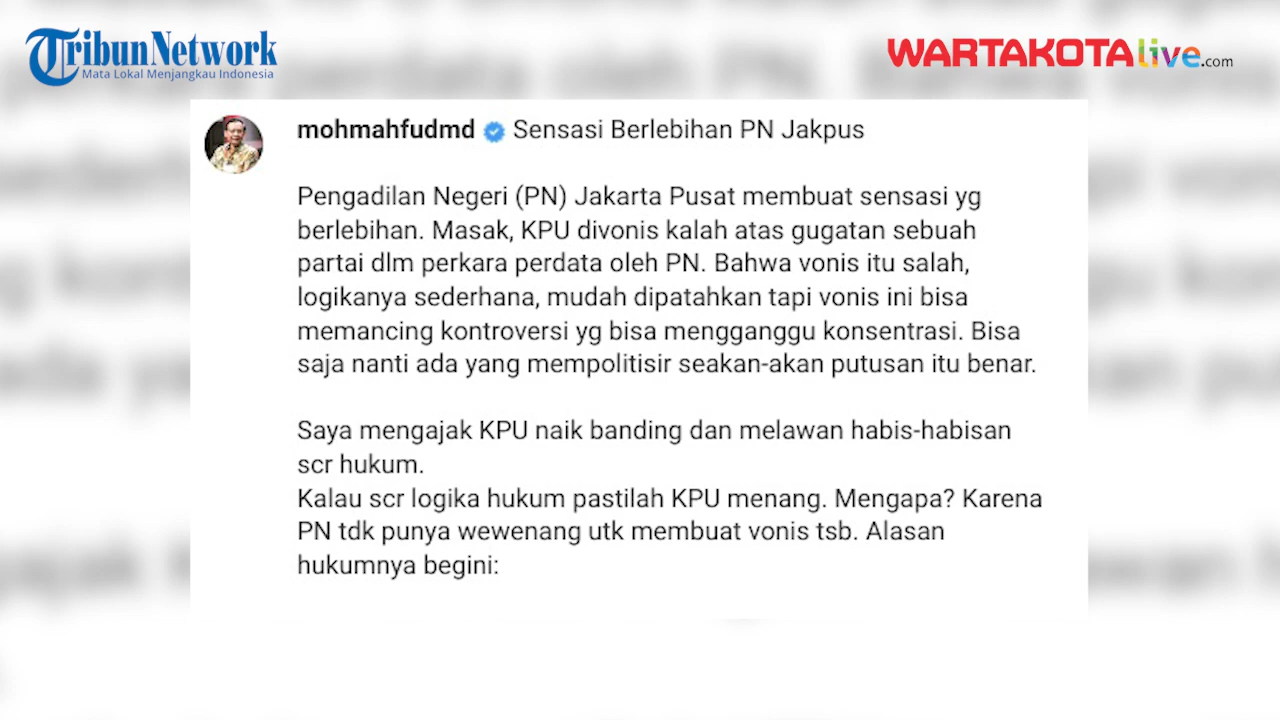 TribunNetwork
Mata Lokal Menjangkau Indonesia
WARTAKOTAlive.com
mohmahfudmd Sensasi Berlebihan PN Jakpus
Pengadilan Negeri (PN) Jakarta Pusat membuat sensasi yg
berlebihan. Masak, KPU divonis kalah atas gugatan sebuah
partai dlm perkara perdata oleh PN. Bahwa vonis itu salah,
logikanya sederhana, mudah dipatahkan tapi vonis ini bisa
memancing kontroversi yg bisa mengganggu konsentrasi. Bisa
saja nanti ada yang mempolitisir seakan-akan putusan itu benar.
Saya mengajak KPU naik banding dan melawan habis-habisan
scr hukum.
Kalau scr logika hukum pastilah KPU menang. Mengapa? Karena
PN tdk punya wewenang utk membuat vonis tsb. Alasan
hukumnya begini: